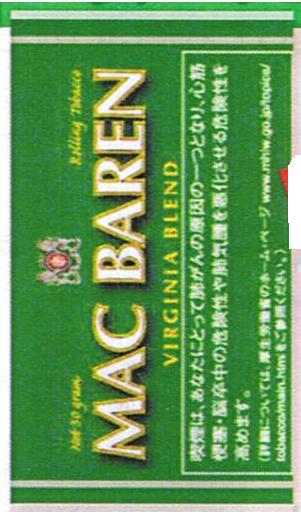 Net 30 gram
Rolling Tobacco
MAC BAREN
VIRGINIA BLEND
喫煙は、あなたにとって肺がんの原因の一つとなり、心筋
梗塞・脳卒中の危険性や肺気腫を悪化させる危険性を
高めます。
(詳細については、厚生労働省のホーム・ページ www.mhlw.go.jp/topics/
tobacco/main.html をご参照ください。)